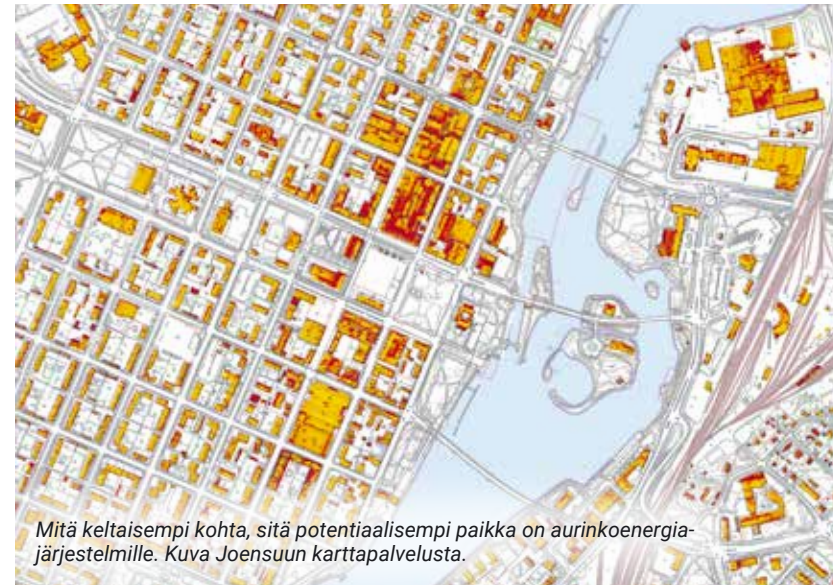 Mitä keltaisempi kohta, sitä potentiaalisempi paikka on aurinkoenergia-
järjestelmille. Kuva Joensuun karttapalvelusta.